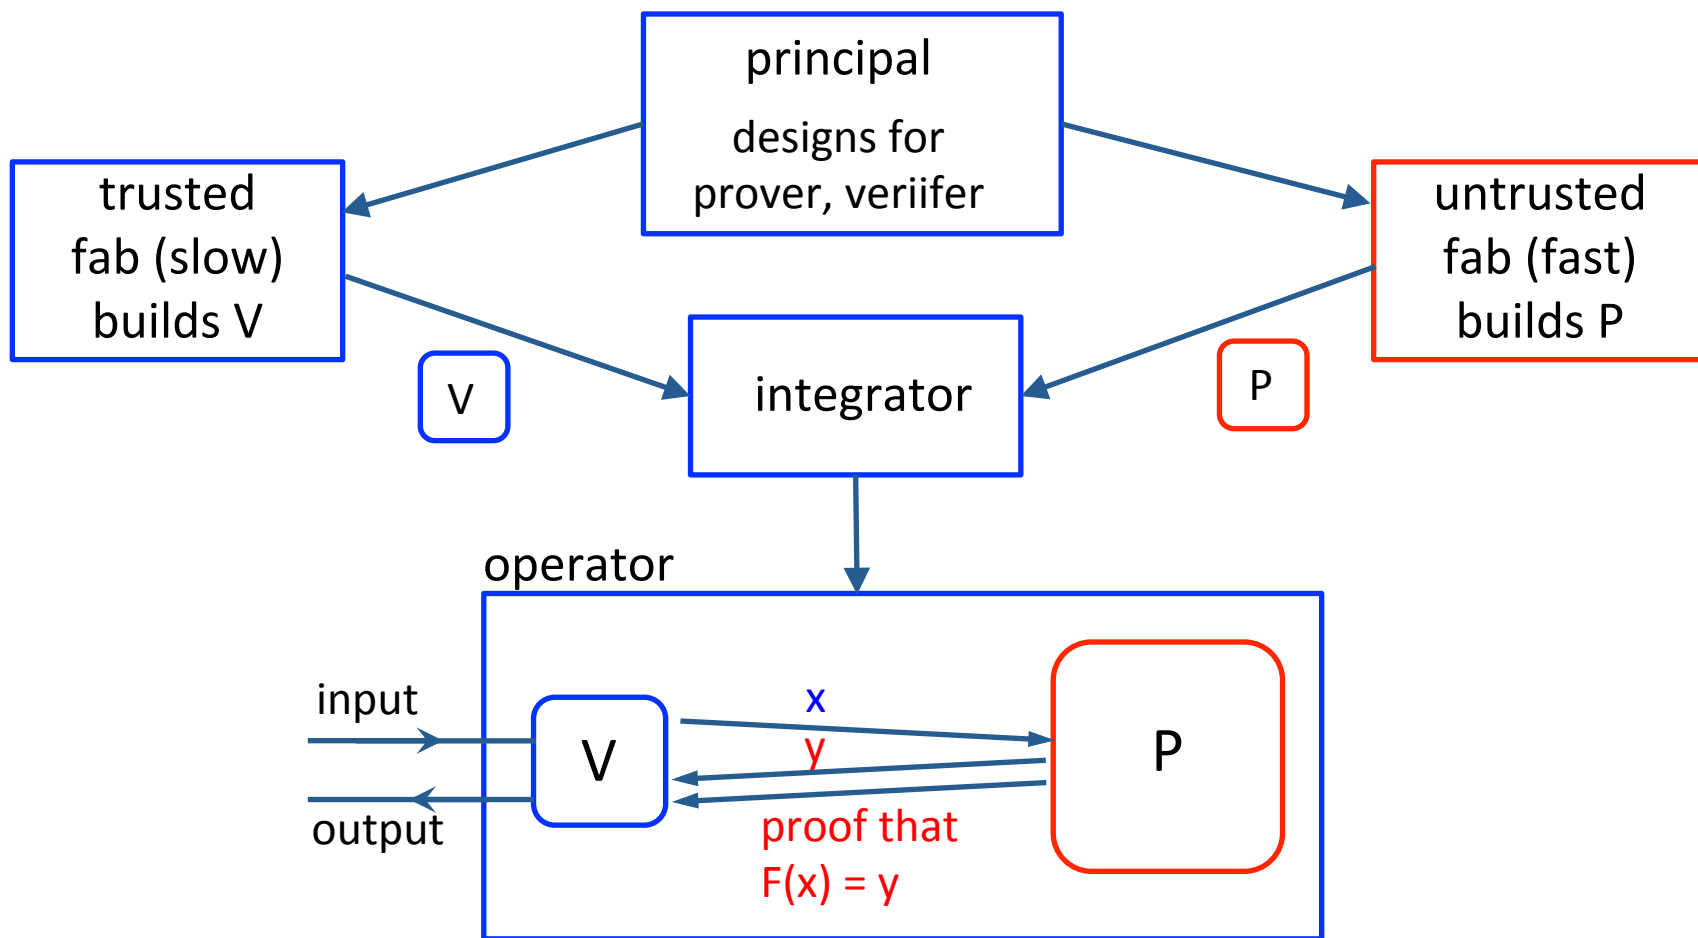 principal
designs for
prover, veriifer
trusted
fab (slow)
builds V
untrusted
fab (fast)
builds P
V
integrator
P
operator
input
output
V
x
y
proof that
F(x) = y
P